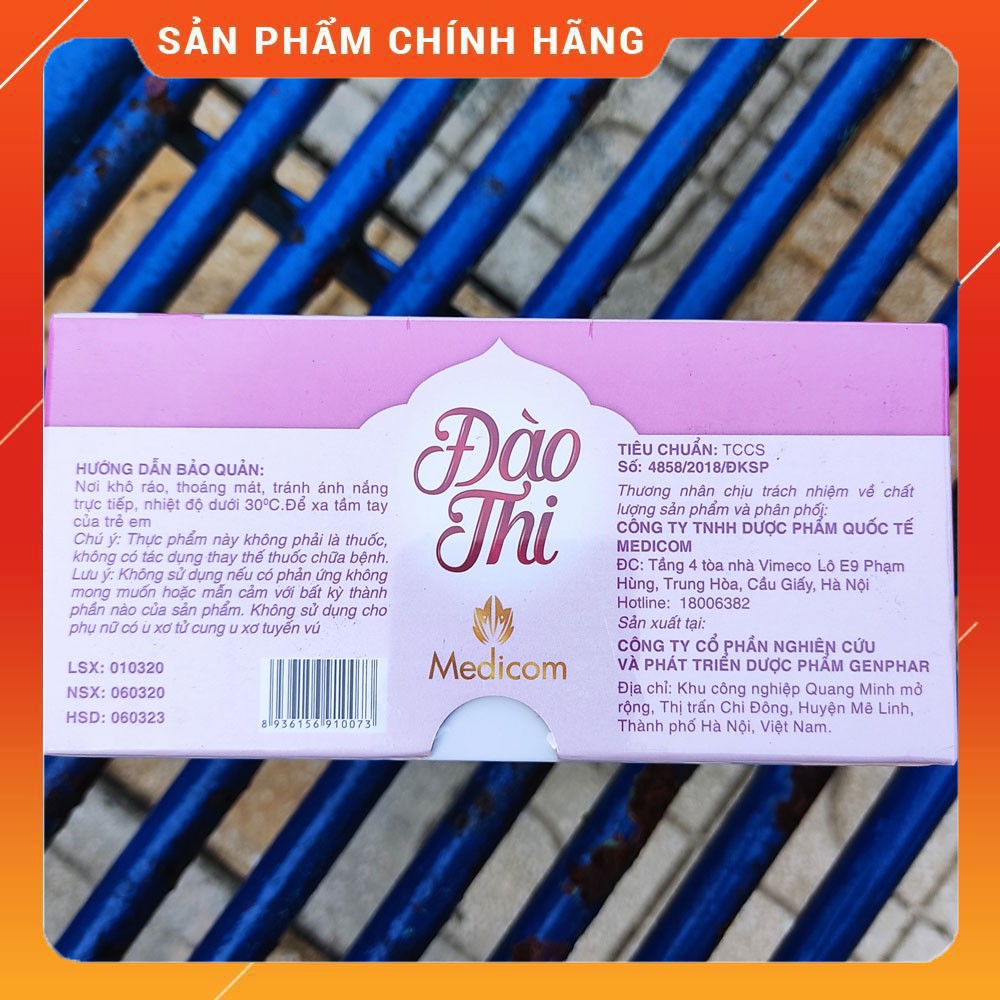 SẢN PHẨM CHÍNH HÃNG
HƯỚNG DẪN BẢO QUẢN:
Nơi khô ráo, thoáng mát, tránh ánh nắng
trực tiếp, nhiệt độ dưới 30ºC.Để xa tầm tay
của trẻ em
Chú ý: Thực phẩm này không phải là thuốc,
không có tác dụng thay thế thuốc chữa bệnh.
Lưu ý: Không sử dụng nếu có phản ứng không
mong muốn hoặc mẫn cảm với bất kỳ thành
phần nào của sản phẩm. Không sử dụng cho
phụ nữ có u xơ tử cung u xơ tuyến vú
LSX: 010320
NSX: 060320
HSD: 060323
8 936156 910073
Đào
Thi
Medicom
TIÊU CHUẨN: TCCS
Số: 4858/2018/ĐKSP
Thương nhân chịu trách nhiệm về chất
lượng sản phẩm và phân phối:
CÔNG TY TNHH DƯỢC PHẨM QUỐC TẾ
MEDICOM
ĐC: Tầng 4 tòa nhà Vimeco Lô E9 Phạm
Hùng, Trung Hòa, Cầu Giấy, Hà Nội
Hotline: 18006382
Sản xuất tại:
CÔNG TY CỔ PHẦN NGHIÊN CỨU
VÀ PHÁT TRIỂN DƯỢC PHẨM GENPHAR
Địa chỉ: Khu công nghiệp Quang Minh mở
rộng, Thị trấn Chi Đông, Huyện Mê Linh,
Thành phố Hà Nội, Việt Nam.